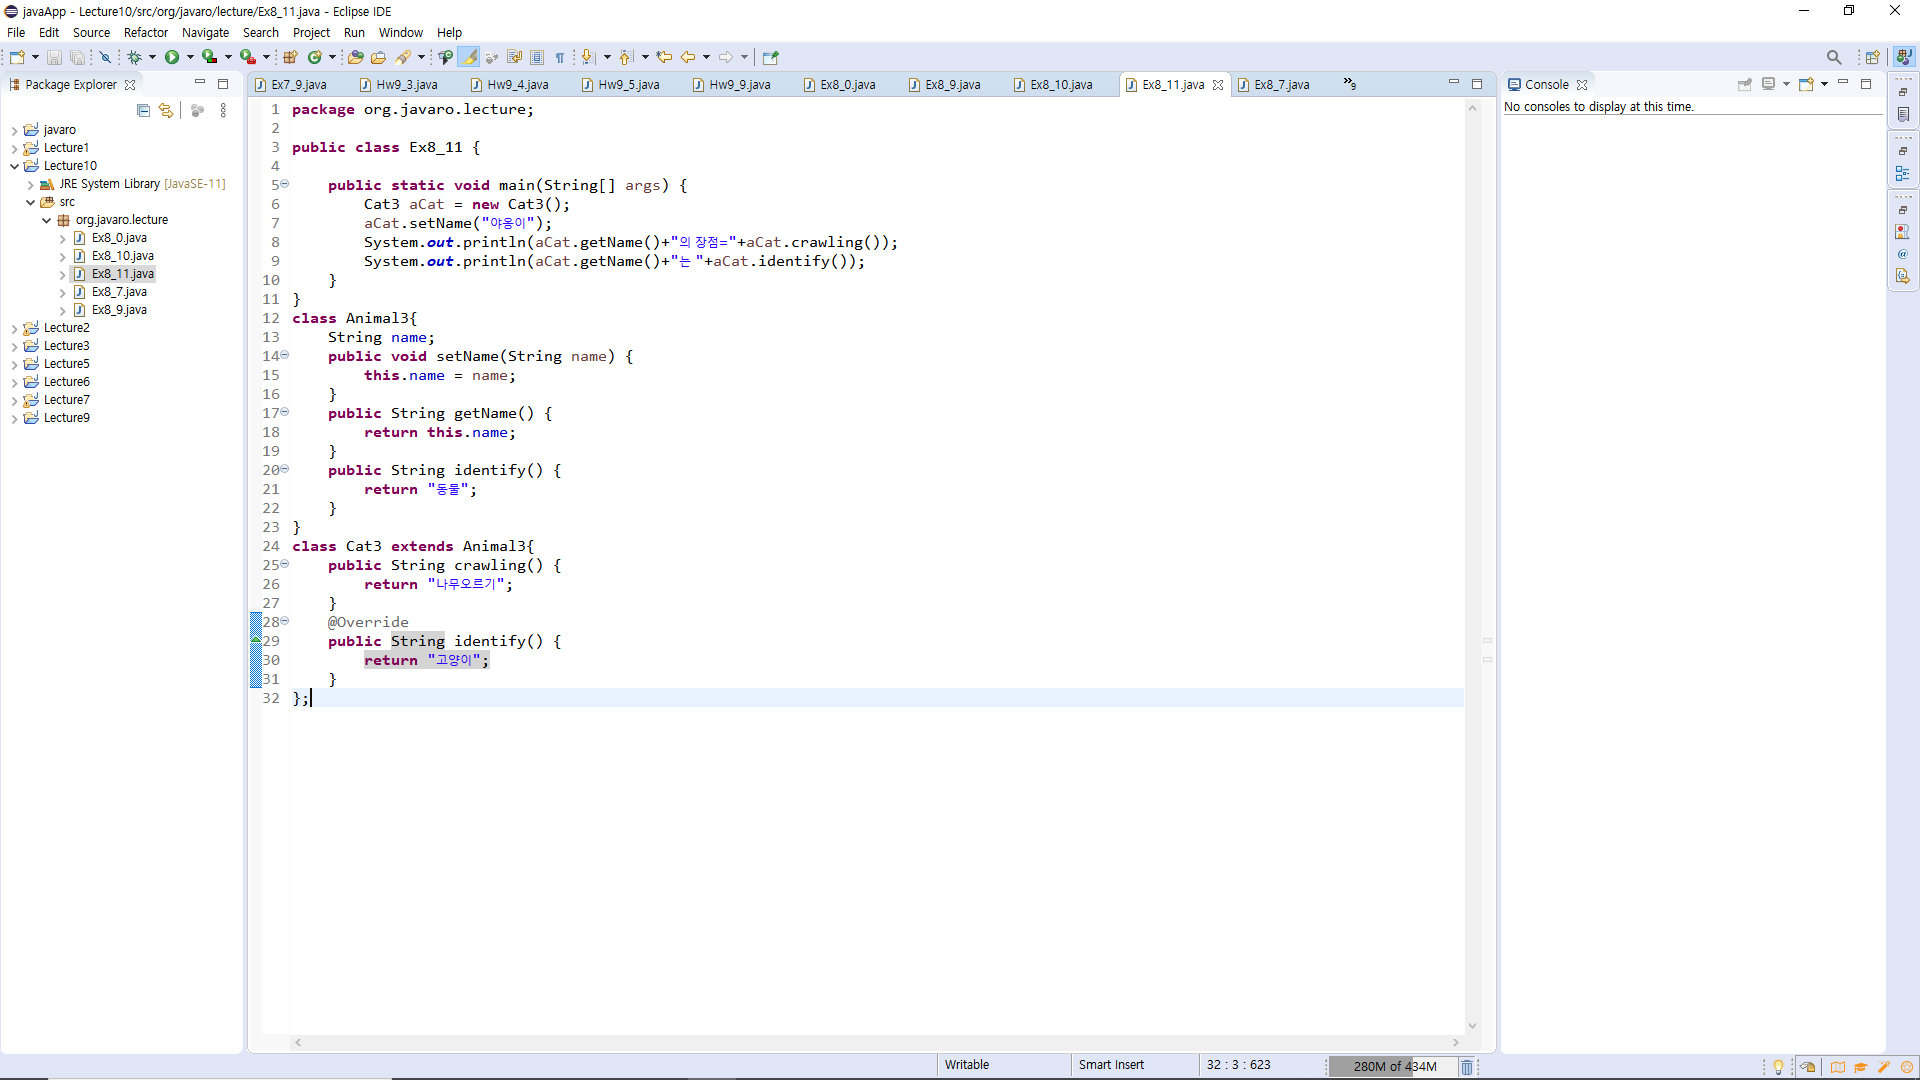 javaApp - Lecture10/src/org/javaro/lecture/Ex8_11.java - Eclipse IDE
File Edit Source Refactor Navigate Search Project Run Window Help
Package Explorer
javaro
Lecture1
Lecture10
JRE System Library [JavaSE-11]
src
org.javaro.lecture
Ex8_0.java
Ex8_10.java
Ex8_11.java
Ex8_7.java
Ex8_9.java
Lecture2
Lecture3
Lecture5
Lecture6
Lecture7
Lecture9
Ex7_9.java Hw9_3.java Hw9_4.java Hw9_5.java Hw9_9.java Ex8_0.java Ex8_9.java Ex8_10.java Ex8_11.java Ex8_7.java »9
1 package org.javaro.lecture;
2
3 public class Ex8_11 {
4
5 public static void main(String[] args) {
6 Cat3 aCat = new Cat3();
7 aCat.setName("야옹이");
8 System.out.println(aCat.getName()+"의 장점="+aCat.crawling());
9 System.out.println(aCat.getName()+"는 "+aCat.identify());
10 }
11 }
12 class Animal3{
13 String name;
14 public void setName(String name) {
15 this.name = name;
16 }
17 public String getName() {
18 return this.name;
19 }
20 public String identify() {
21 return "동물";
22 }
23 }
24 class Cat3 extends Animal3{
25 public String crawling() {
26 return "나무오르기";
27 }
28 @Override
29 public String identify() {
30 return "고양이";
31 }
32 };
Console
No consoles to display at this time.
Writable Smart Insert 32 : 3 : 623 280M of 434M